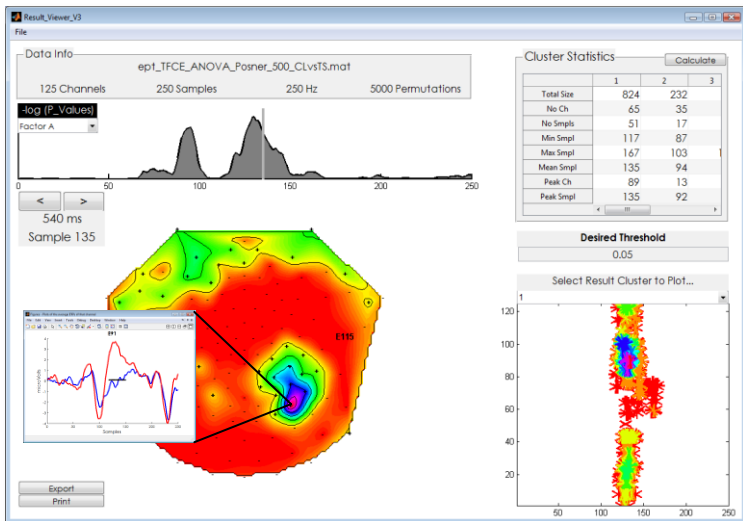 Result_Viewer_V3
File
Data Info
ept_TFCE_ANOVA_Posner_500_CLvsTS.mat
125 Channels 250 Samples 250 Hz 5000 Permutations
-log (P_Values)
Factor A
0 50 100 150 200 250
< >
540 ms
Sample 135
E115
E91
Samples
Export
Print
Cluster Statistics
Calculate
1 2 3
Total Size 824 232
No Ch 65 35
No Smpls 51 17
Min Smpl 117 87
Max Smpl 167 103 1
Mean Smpl 135 94
Peak Ch 89 13
Peak Smpl 135 92
Desired Threshold
0.05
Select Result Cluster to Plot...
1
120
100
80
60
40
20
50 100 150 200 250